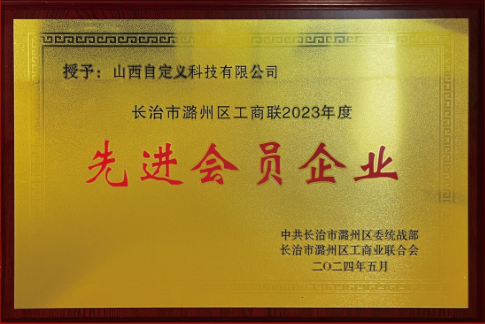 授予：山西自定义科技有限公司
长治市潞州区工商联2023年度
先进会员企业
中共长治市潞州区委统战部
长治市潞州区工商业联合会
二〇二四年五月